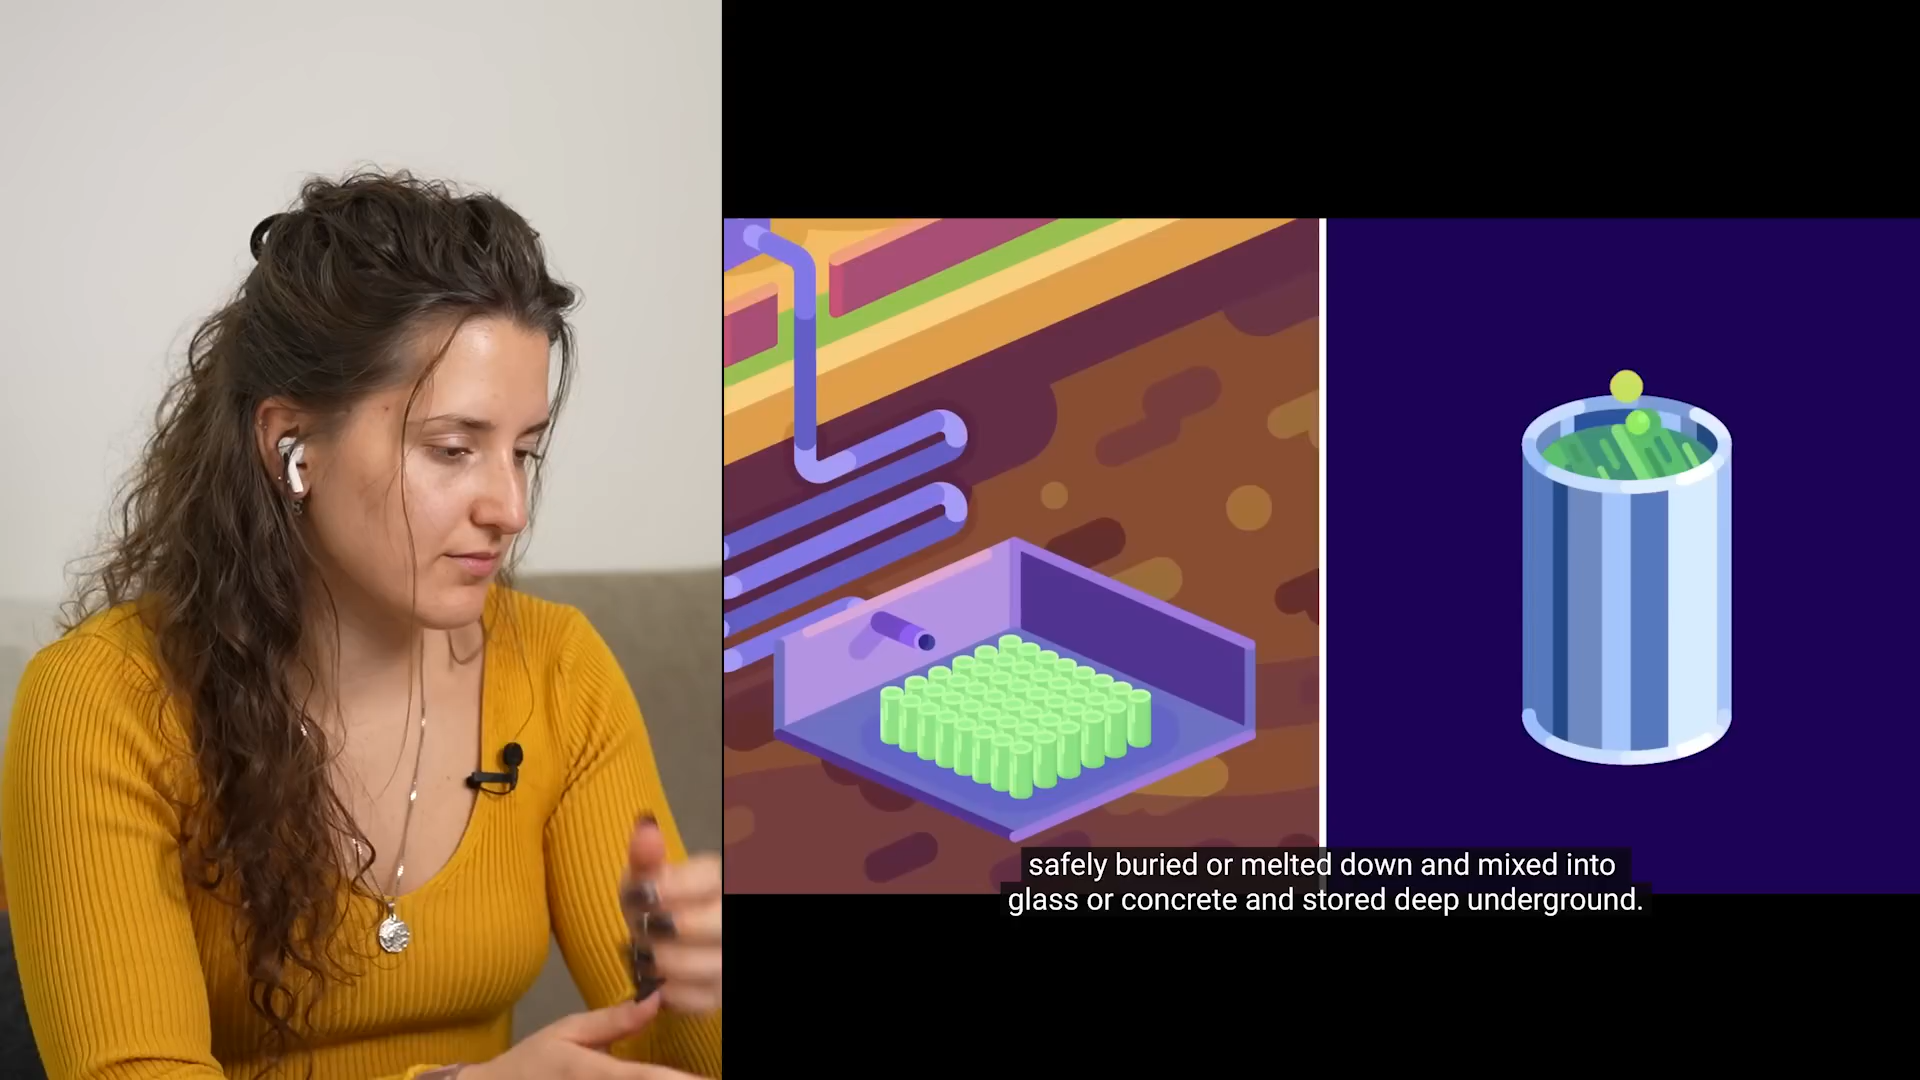 safely buried or melted down and mixed into
glass or concrete and stored deep underground.